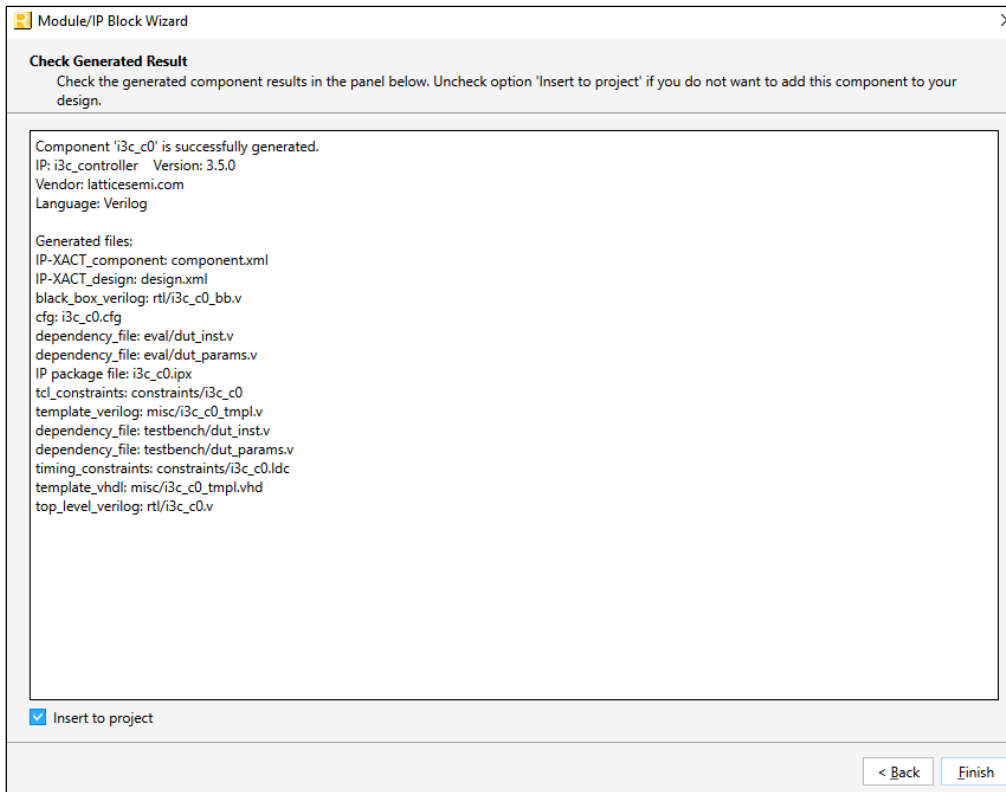 Module/IP Block Wizard
Check Generated Result
Check the generated component results in the panel below. Uncheck option 'Insert to project' if you do not want to add this component to your
design.
Component 'i3c_c0' is successfully generated.
IP: i3c_controller Version: 3.5.0
Vendor: latticesemi.com
Language: Verilog
Generated files:
IP-XACT_component: component.xml
IP-XACT_design: design.xml
black_box_verilog: rtl/i3c_c0_bb.v
cfg: i3c_c0.cfg
dependency_file: eval/dut_inst.v
dependency_file: eval/dut_params.v
IP package file: i3c_c0.ipx
tcl_constraints: constraints/i3c_c0
template_verilog: misc/i3c_c0_tmpl.v
dependency_file: testbench/dut_inst.v
dependency_file: testbench/dut_params.v
timing_constraints: constraints/i3c_c0.ldc
template_vhdl: misc/i3c_c0_tmpl.vhd
top_level_verilog: rtl/i3c_c0.v
Insert to project
< Back Finish